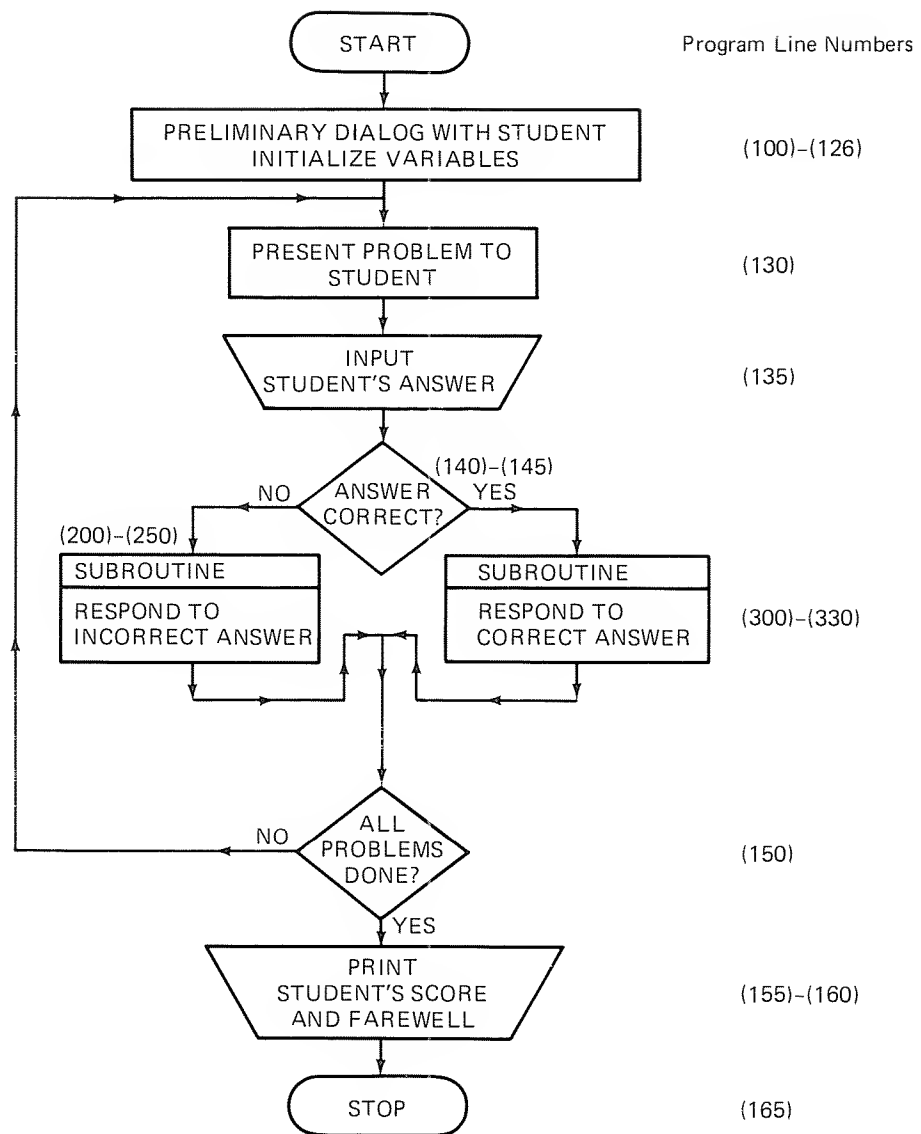 START
Program Line Numbers
PRELIMINARY DIALOG WITH STUDENT
INITIALIZE VARIABLES
(100)–(126)
PRESENT PROBLEM TO
STUDENT
(130)
INPUT
STUDENT'S ANSWER
(135)
(140)–(145)
NO
ANSWER
CORRECT?
YES
(200)–(250)
SUBROUTINE
RESPOND TO
INCORRECT ANSWER
SUBROUTINE
RESPOND TO
CORRECT ANSWER
(300)–(330)
NO
ALL
PROBLEMS
DONE?
(150)
YES
PRINT
STUDENT'S SCORE
AND FAREWELL
(155)–(160)
STOP
(165)